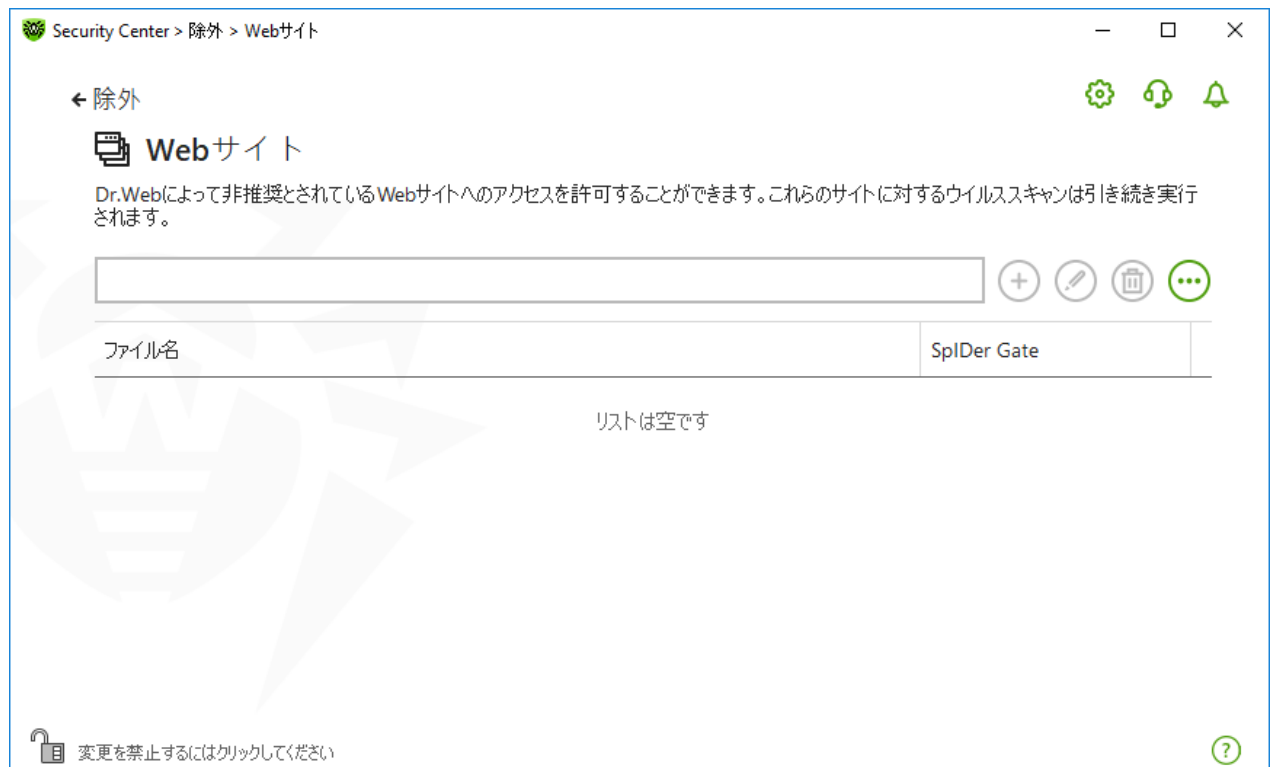 Security Center > 除外 > Webサイト
除外
Webサイト
Dr.Webによって非推奨とされているWebサイトへのアクセスを許可することができます。これらのサイトに対するウイルススキャンは引き続き実行
されます。
ファイル名 SpIDer Gate
リストは空です
変更を禁止するにはクリックしてください
?